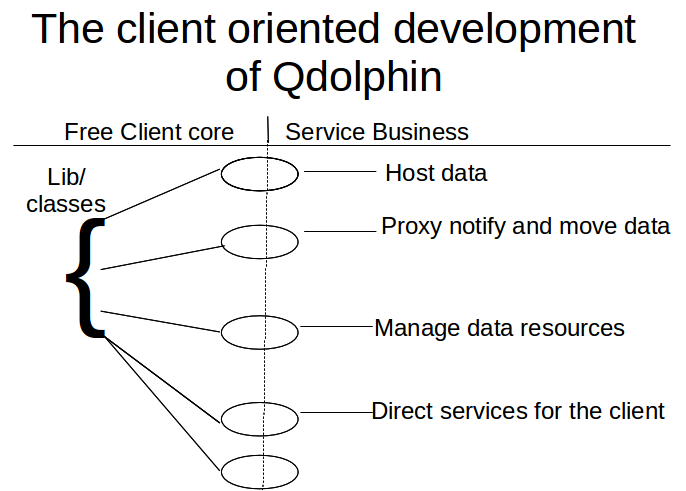 The client oriented development
of Qdolphin
Free Client core
Service Business
Lib/
classes
{
Host data
Proxy notify and move data
Manage data resources
Direct services for the client